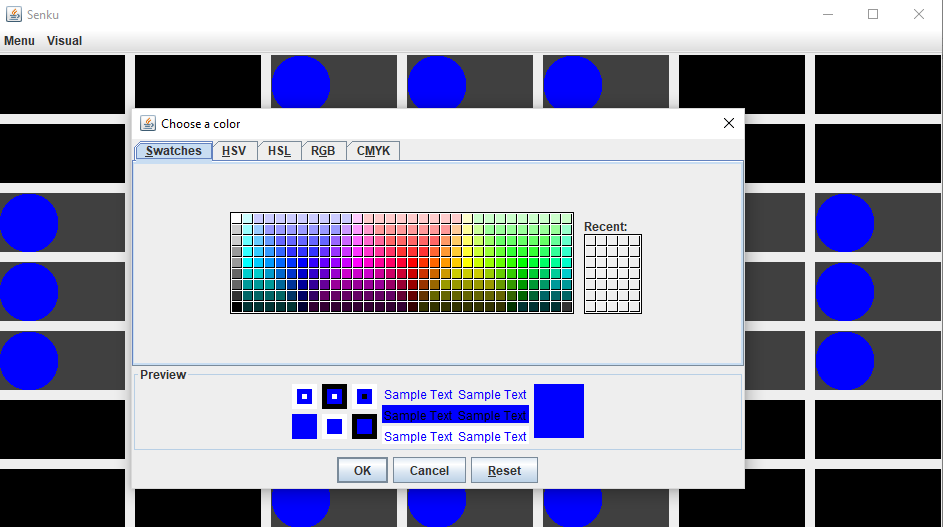 Senku
Menu Visual
Choose a color
Swatches HSV HSL RGB CMYK
Recent:
Preview
Sample Text Sample Text
Sample Text Sample Text
Sample Text Sample Text
OK Cancel Reset